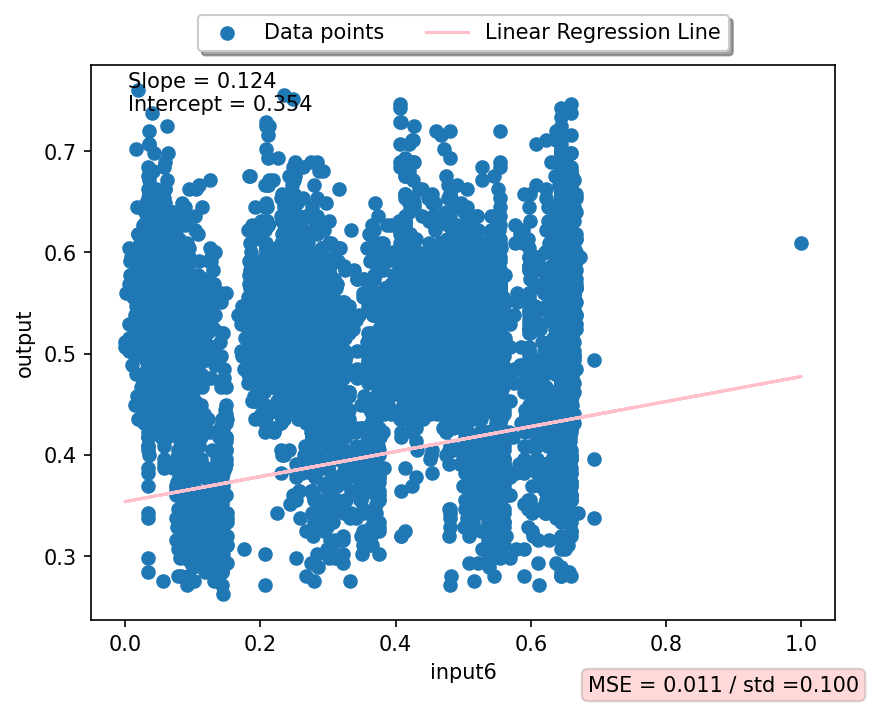 Data points
Linear Regression Line
Slope = 0.124
Intercept = 0.354
0.7
0.6
0.5
0.4
0.3
output
0.0 0.2 0.4 0.6 0.8 1.0
input6
MSE = 0.011 / std =0.100